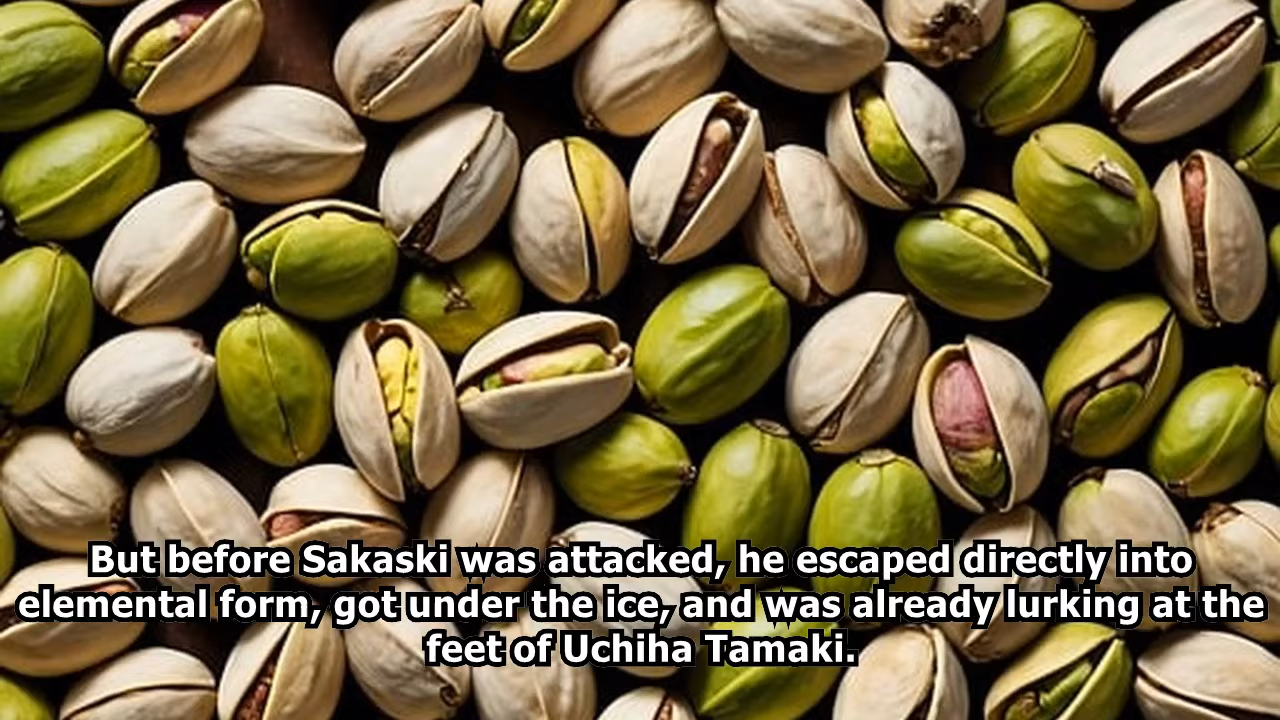 But before Sakaski was attacked, he escaped directly into
elemental form, got under the ice, and was already lurking at the
feet of Uchiha Tamaki.